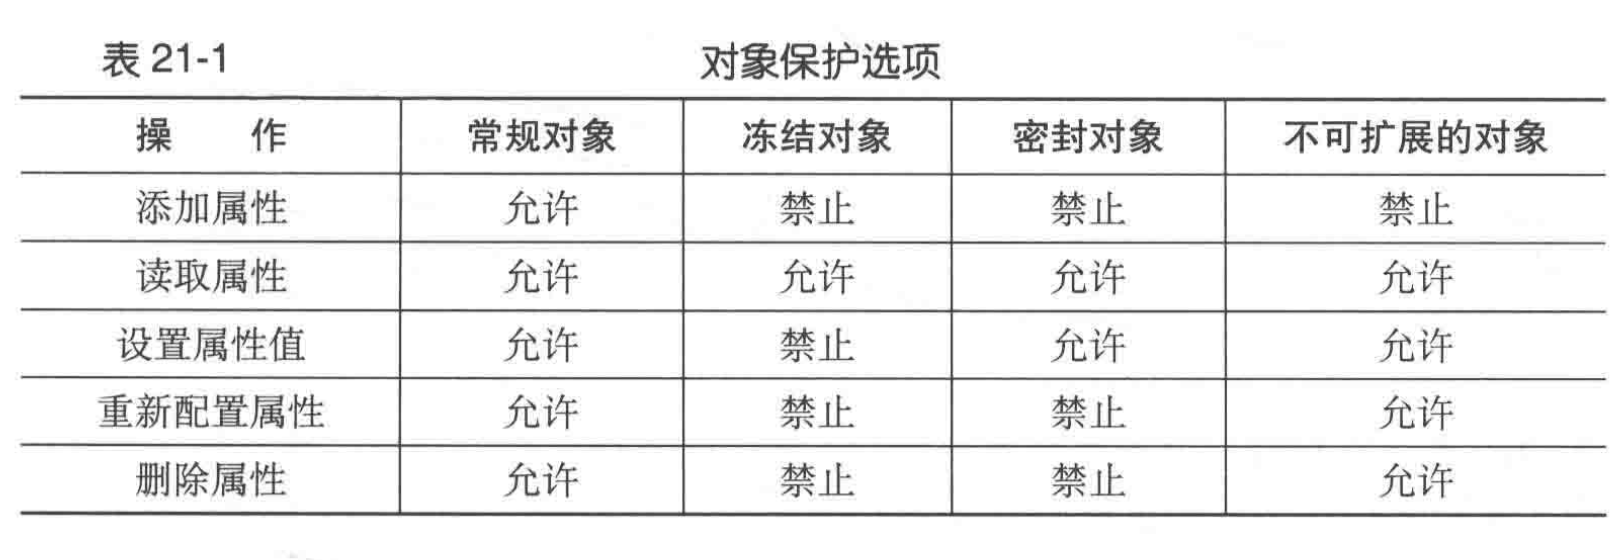 表 21-1 对象保护选项
操 作 常规对象 冻结对象 密封对象 不可扩展的对象
添加属性 允许 禁止 禁止 禁止
读取属性 允许 允许 允许 允许
设置属性值 允许 禁止 允许 允许
重新配置属性 允许 禁止 禁止 允许
删除属性 允许 禁止 禁止 允许